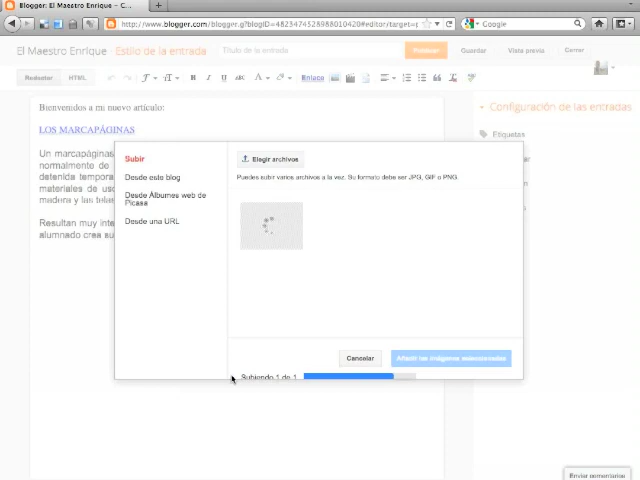 Blogger: El Maestro Enrique - C...
http://www.blogger.com/blogger.g?blogID=4823474528988010420#editor/target=p
Google
El Maestro Enrique · Estilo de la entrada
Título de la entrada
Guardar
Vista previa
Cerrar
Redactar
HTML
Enlace
ABC
Bienvenidos a mi nuevo artículo:
LOS MARCAPÁGINAS
Un marcapáginas
normalmente de
detenida tempora
materiales de uso
madera y las telas
Resultan muy inte
alumnado crea su
Configuración de las entradas
Etiquetas
Subir
Desde este blog
Desde Álbumes web de
Picasa
Desde una URL
Elegir archivos
Puedes subir varios archivos a la vez. Su formato debe ser JPG, GIF o PNG.
Cancelar
Añadir las imágenes seleccionadas
Subiendo 1 de 1
Enviar comentarios